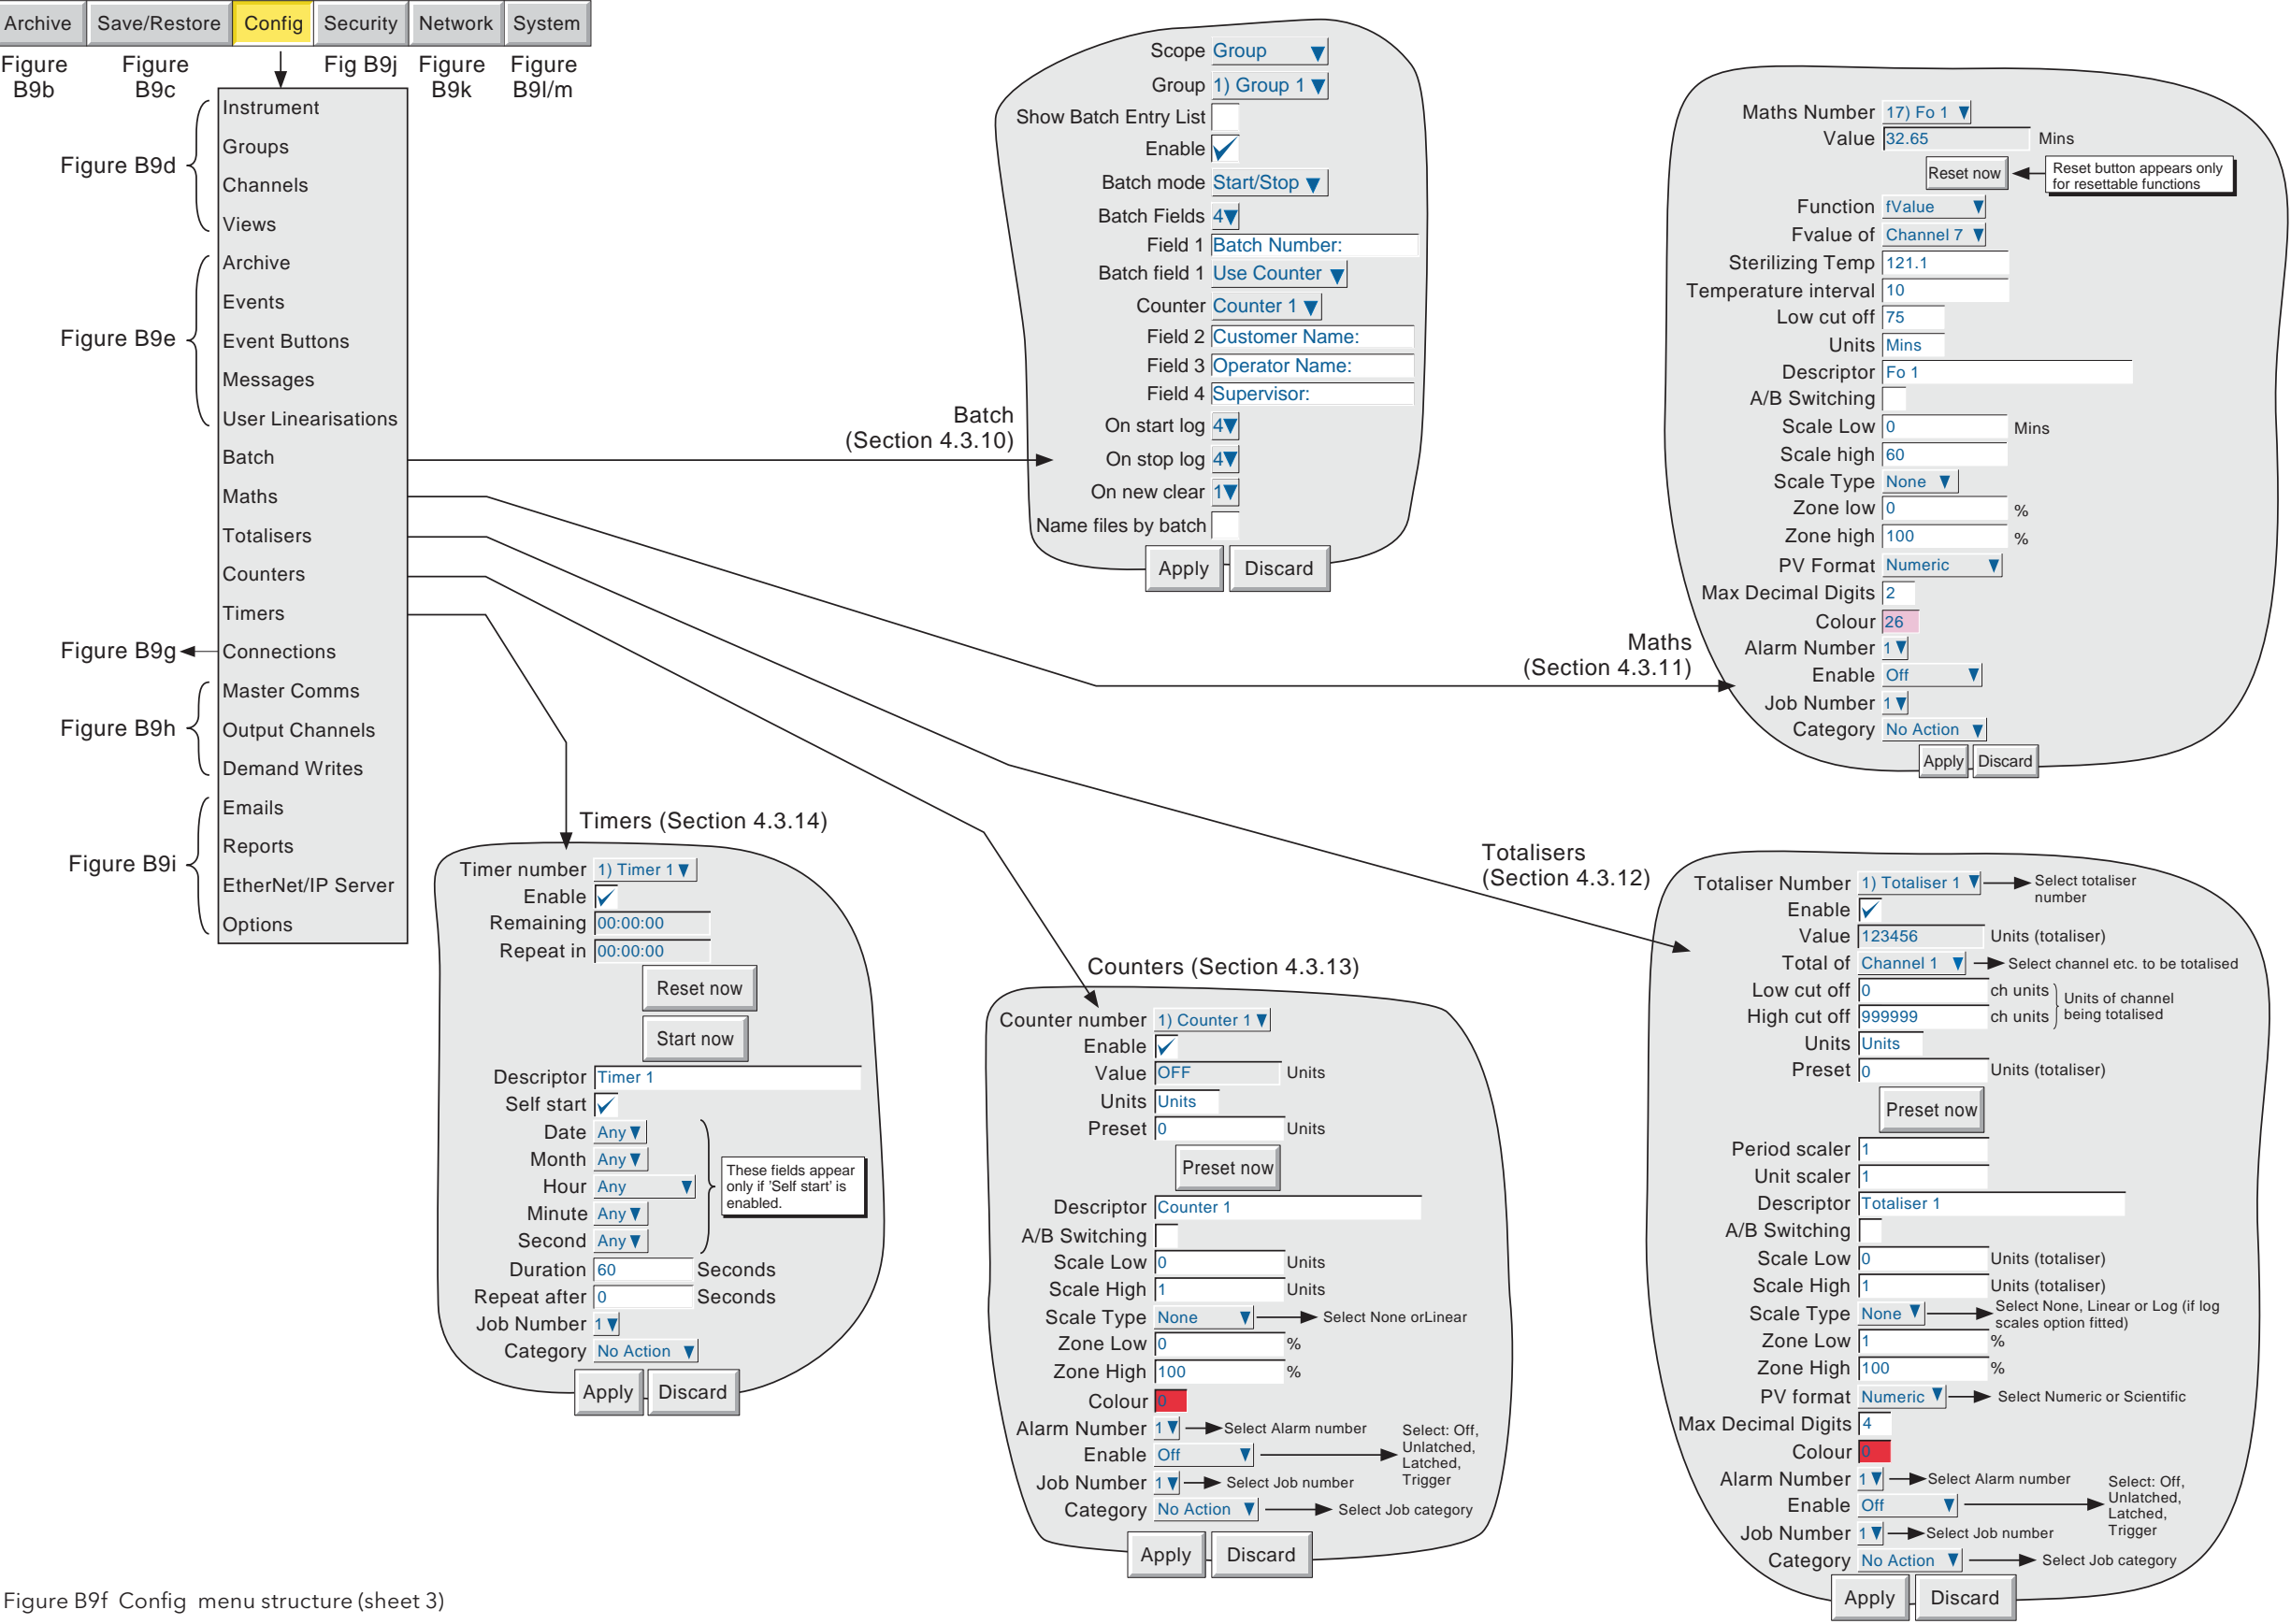 Archive Save/Restore Config Security Network System
Figure B9b
Figure B9c
Fig B9j
Figure B9k
Figure B9l/m
Figure B9d
Instrument
Groups
Channels
Views
Figure B9e
Archive
Events
Event Buttons
Messages
User Linearisations
Batch
Maths
Totalisers
Counters
Timers
Figure B9g
Connections
Figure B9h
Master Comms
Output Channels
Demand Writes
Figure B9i
Emails
Reports
EtherNet/IP Server
Options
Batch
(Section 4.3.10)
Scope Group
Group 1) Group 1
Show Batch Entry List
Enable
Batch mode Start/Stop
Batch Fields 4
Field 1 Batch Number:
Batch field 1 Use Counter
Counter Counter 1
Field 2 Customer Name:
Field 3 Operator Name:
Field 4 Supervisor:
On start log 4
On stop log 4
On new clear 1
Name files by batch
Apply Discard
Maths
(Section 4.3.11)
Maths Number 17) Fo 1
Value 32.65 Mins
Reset now
Reset button appears only
for resettable functions
Function fValue
Fvalue of Channel 7
Sterilizing Temp 121.1
Temperature interval 10
Low cut off 75
Units Mins
Descriptor Fo 1
A/B Switching
Scale Low 0 Mins
Scale high 60
Scale Type None
Zone low 0 %
Zone high 100 %
PV Format Numeric
Max Decimal Digits 2
Colour 26
Alarm Number 1
Enable Off
Job Number 1
Category No Action
Apply Discard
Timers (Section 4.3.14)
Timer number 1) Timer 1
Enable
Remaining 00:00:00
Repeat in 00:00:00
Reset now
Start now
Descriptor Timer 1
Self start
Date Any
Month Any
Hour Any
Minute Any
Second Any
These fields appear
only if 'Self start' is
enabled.
Duration 60 Seconds
Repeat after 0 Seconds
Job Number 1
Category No Action
Apply Discard
Counters (Section 4.3.13)
Counter number 1) Counter 1
Enable
Value OFF Units
Units Units
Preset 0 Units
Preset now
Descriptor Counter 1
A/B Switching
Scale Low 0 Units
Scale High 1 Units
Scale Type None Select None orLinear
Zone Low 0 %
Zone High 100 %
Colour 0
Alarm Number 1 Select Alarm number
Enable Off
Select: Off,
Unlatched,
Latched,
Trigger
Job Number 1 Select Job number
Category No Action Select Job category
Apply Discard
Totalisers
(Section 4.3.12)
Totaliser Number 1) Totaliser 1
Select totaliser
number
Enable
Value 123456 Units (totaliser)
Total of Channel 1 Select channel etc. to be totalised
Low cut off 0 ch units
High cut off 999999 ch units
Units of channel
being totalised
Units Units
Preset 0 Units (totaliser)
Preset now
Period scaler 1
Unit scaler 1
Descriptor Totaliser 1
A/B Switching
Scale Low 0 Units (totaliser)
Scale High 1 Units (totaliser)
Scale Type None
Select None, Linear or Log (if log
scales option fitted)
Zone Low 1 %
Zone High 100 %
PV format Numeric Select Numeric or Scientific
Max Decimal Digits 4
Colour 0
Alarm Number 1 Select Alarm number
Enable Off
Select: Off,
Unlatched,
Latched,
Trigger
Job Number 1 Select Job number
Category No Action Select Job category
Apply Discard
Figure B9f Config menu structure (sheet 3)